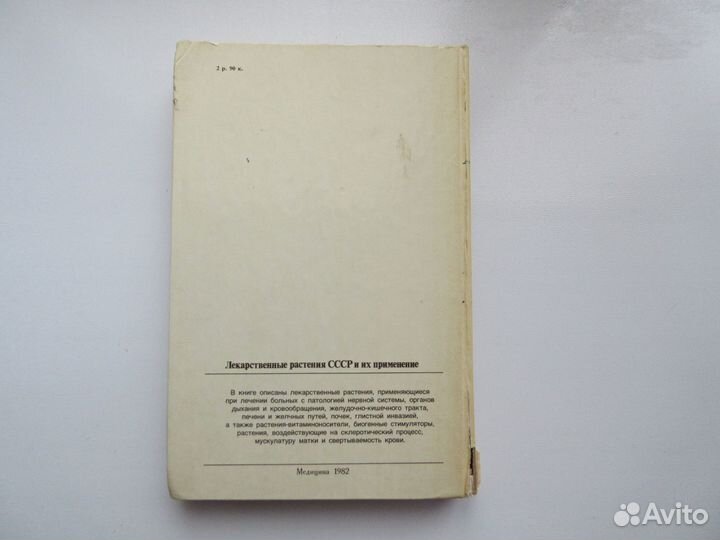 2 р. 90 к.
Лекарственные растения СССР и их применение
В книге описаны лекарственные растения, применяющиеся
при лечении больных с патологией нервной системы, органов
дыхания и кровообращения, желудочно-кишечного тракта,
печени и желчных путей, почек, глистной инвазией,
а также растения-витаминоносители, биогенные стимуляторы,
растения, воздействующие на склеротический процесс,
мускулатуру матки и свертываемость крови.
Медицина 1982
Avito